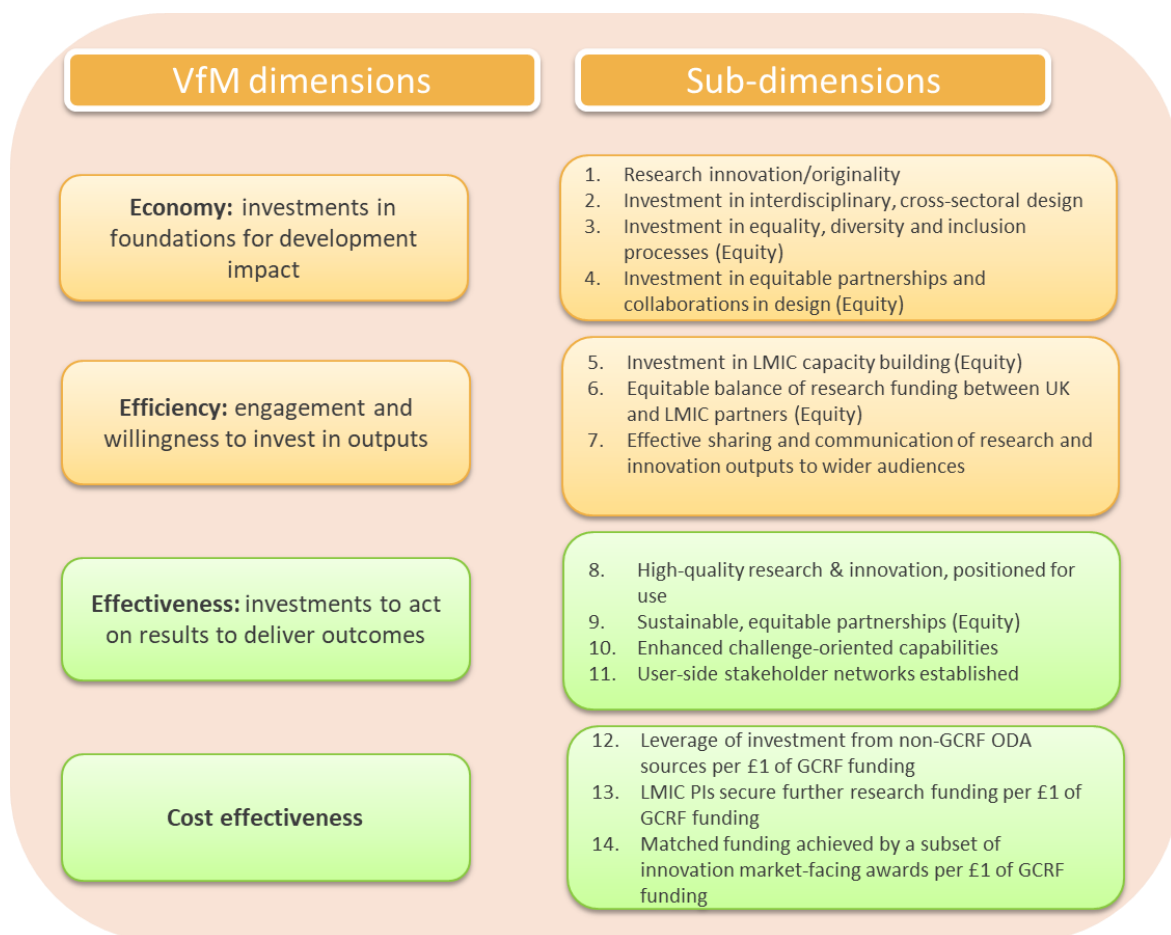 VfM dimensions
Sub-dimensions
Economy: investments in
foundations for development
impact
1. Research innovation/originality
2. Investment in interdisciplinary, cross-sectoral design
3. Investment in equality, diversity and inclusion
processes (Equity)
4. Investment in equitable partnerships and
collaborations in design (Equity)
Efficiency: engagement and
willingness to invest in outputs
5. Investment in LMIC capacity building (Equity)
6. Equitable balance of research funding between UK
and LMIC partners (Equity)
7. Effective sharing and communication of research and
innovation outputs to wider audiences
Effectiveness: investments to act
on results to deliver outcomes
8. High-quality research & innovation, positioned for
use
9. Sustainable, equitable partnerships (Equity)
10. Enhanced challenge-oriented capabilities
11. User-side stakeholder networks established
Cost effectiveness
12. Leverage of investment from non-GCRF ODA
sources per £1 of GCRF funding
13. LMIC PIs secure further research funding per £1 of
GCRF funding
14. Matched funding achieved by a subset of
innovation market-facing awards per £1 of GCRF
funding